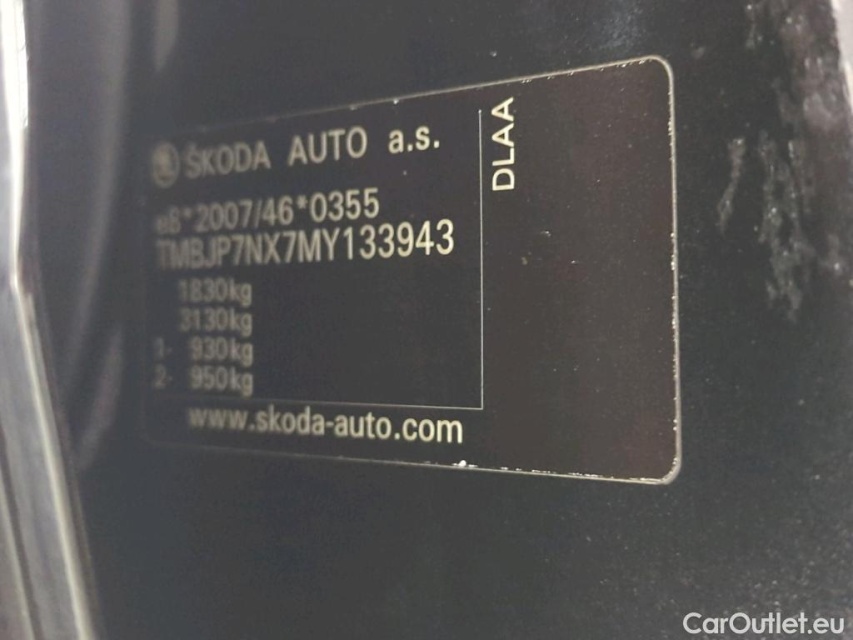 ŠKODA AUTO a.s.
e8*2007/46*0355
TMBJP7NX7MY133943
1830kg
3130kg
1- 930kg
2- 950kg
www.skoda-auto.com
DLAA
CarOutlet.eu